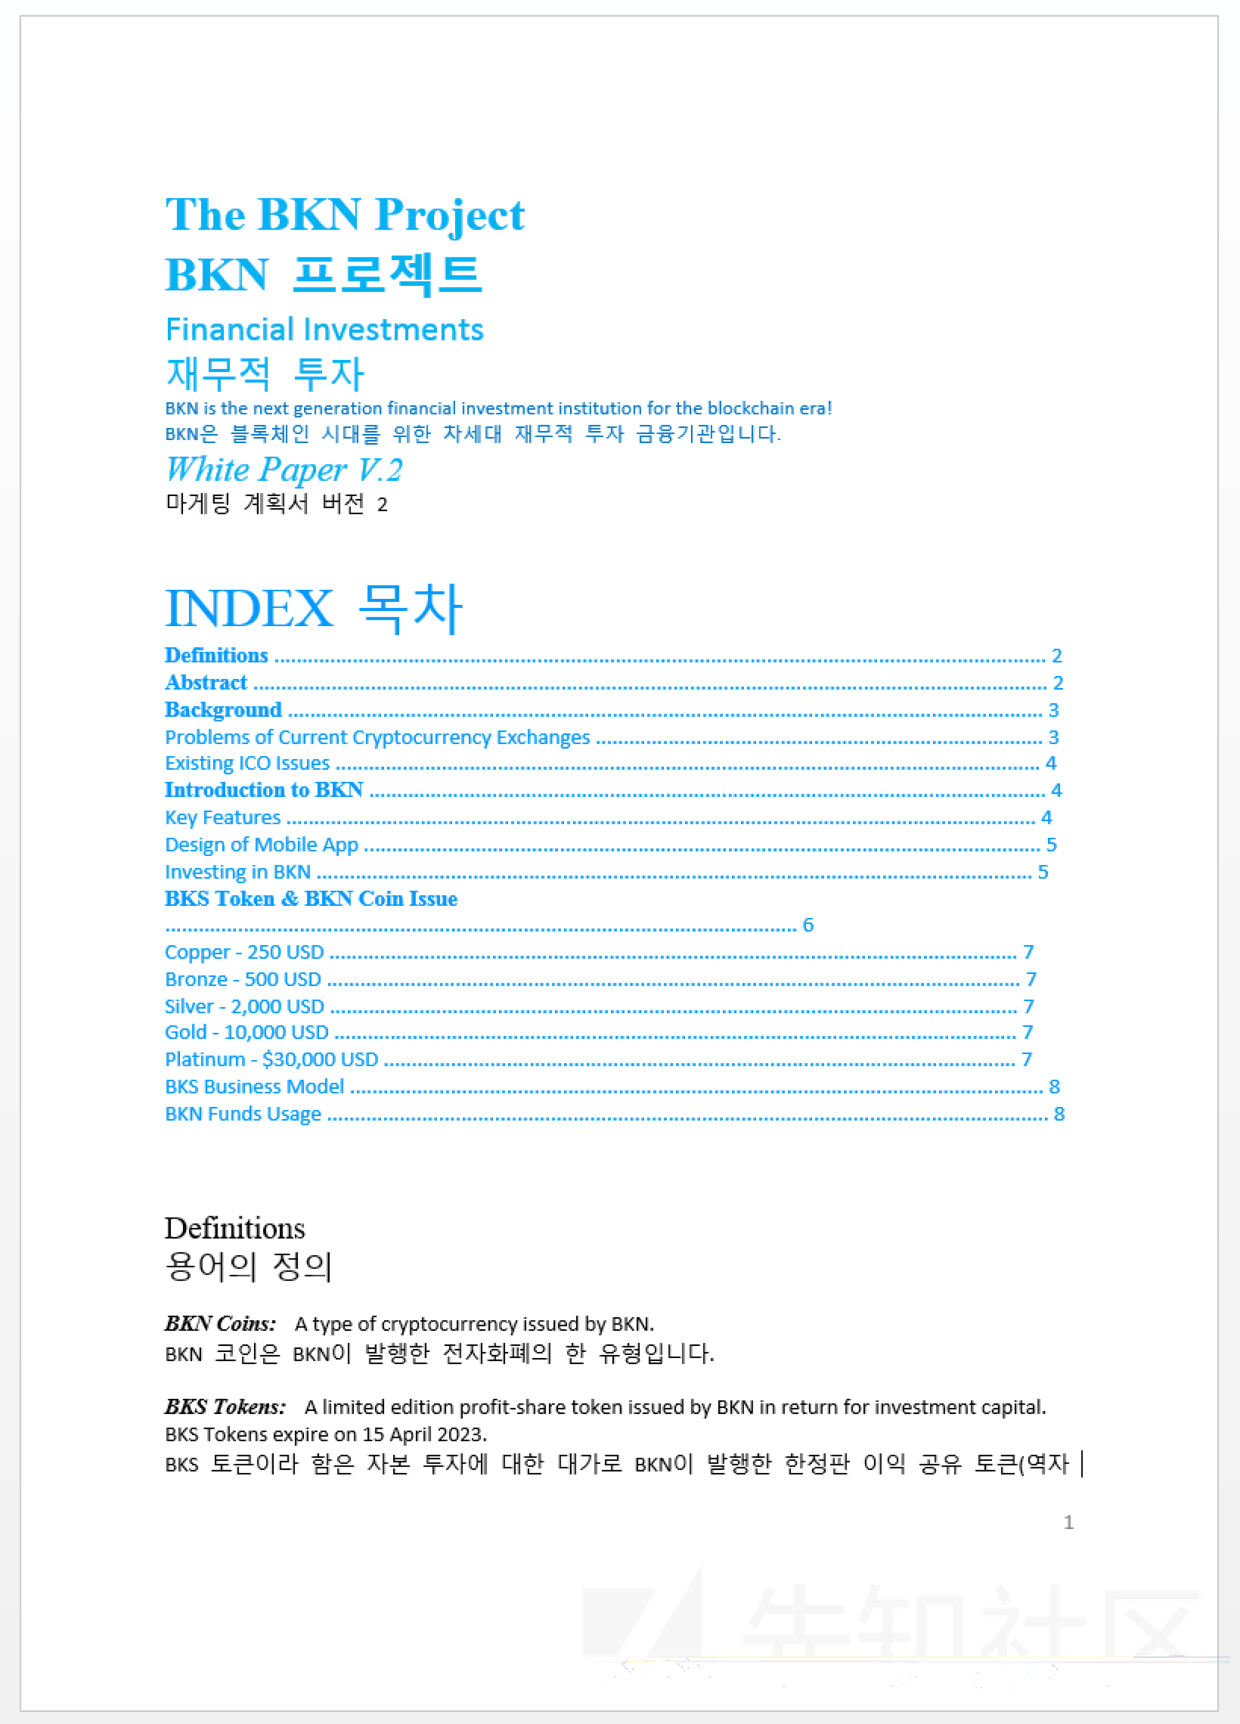 The BKN Project
BKN 프로젝트
Financial Investments
재무적 투자
BKN is the next generation financial investment institution for the blockchain era!
BKN은 블록체인 시대를 위한 차세대 재무적 투자 금융기관입니다.
White Paper V.2
마게팅 계획서 버전 2
INDEX 목차
Definitions ........................................ 2
Abstract ........................................ 2
Background ........................................ 3
Problems of Current Cryptocurrency Exchanges ........................................ 3
Existing ICO Issues ........................................ 4
Introduction to BKN ........................................ 4
Key Features ........................................ 4
Design of Mobile App ........................................ 5
Investing in BKN ........................................ 5
BKS Token & BKN Coin Issue
........................................ 6
Copper - 250 USD ........................................ 7
Bronze - 500 USD ........................................ 7
Silver - 2,000 USD ........................................ 7
Gold - 10,000 USD ........................................ 7
Platinum - $30,000 USD ........................................ 7
BKS Business Model ........................................ 8
BKN Funds Usage ........................................ 8
Definitions
용어의 정의
BKN Coins: A type of cryptocurrency issued by BKN.
BKN 코인은 BKN이 발행한 전자화폐의 한 유형입니다.
BKS Tokens: A limited edition profit-share token issued by BKN in return for investment capital.
BKS Tokens expire on 15 April 2023.
BKS 토큰이라 함은 자본 투자에 대한 대가로 BKN이 발행한 한정판 이익 공유 토큰(역자
1
先知社区